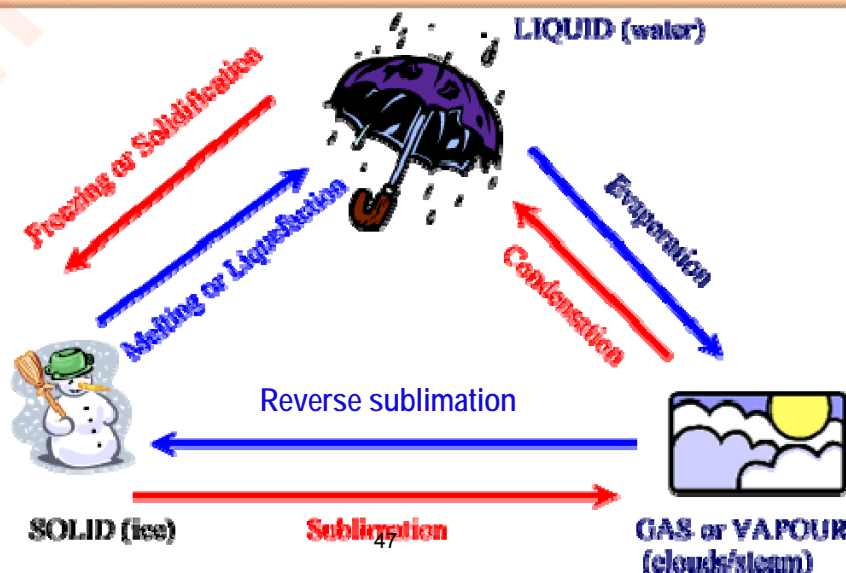 LIQUID (water)
Freezing or Solidification
Melting or Liquefaction
Evaporation
Condensation
Reverse sublimation
SOLID (ice)
Sublimation
47
GAS or VAPOUR
(clouds/steam)